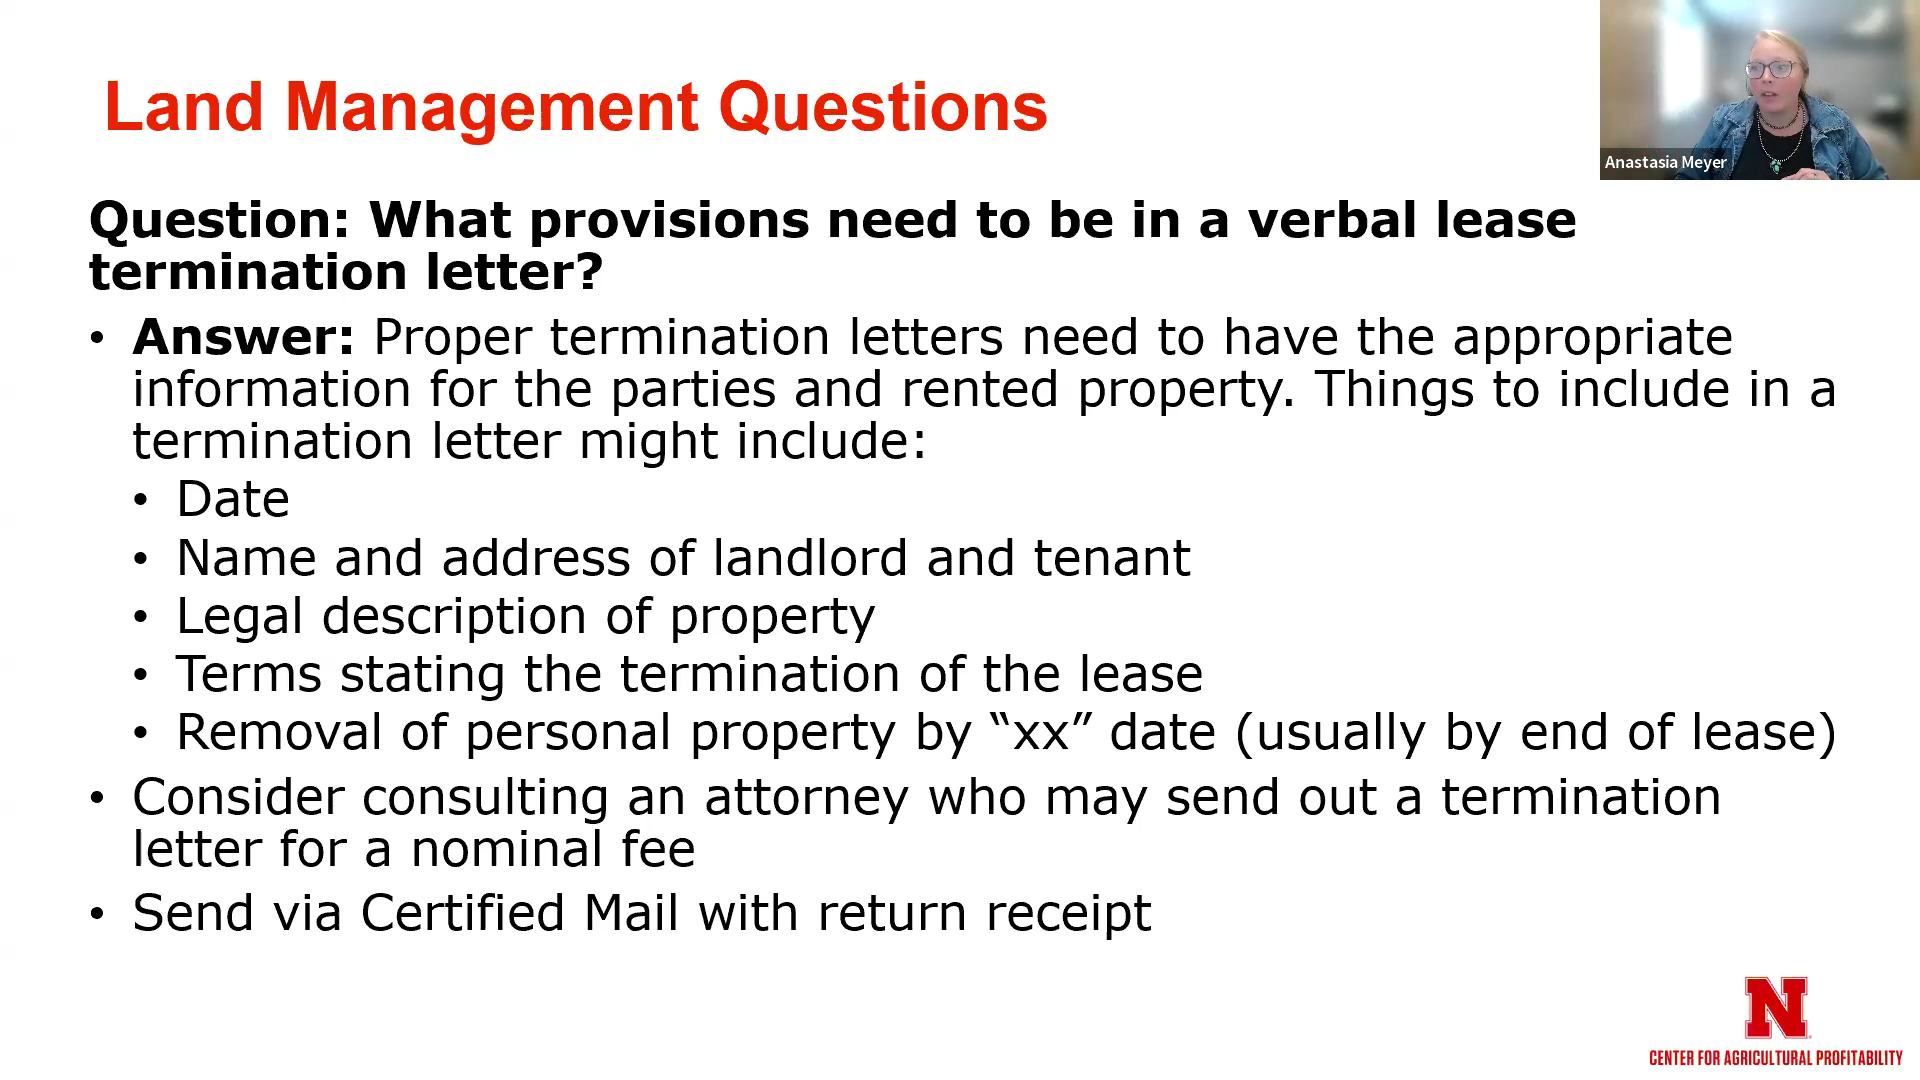 Land Management Questions
Anastasia Meyer
Question: What provisions need to be in a verbal lease
termination letter?
• Answer: Proper termination letters need to have the appropriate
information for the parties and rented property. Things to include in a
termination letter might include:
• Date
• Name and address of landlord and tenant
• Legal description of property
• Terms stating the termination of the lease
• Removal of personal property by “xx” date (usually by end of lease)
• Consider consulting an attorney who may send out a termination
letter for a nominal fee
• Send via Certified Mail with return receipt
N
CENTER FOR AGRICULTURAL PROFITABILITY